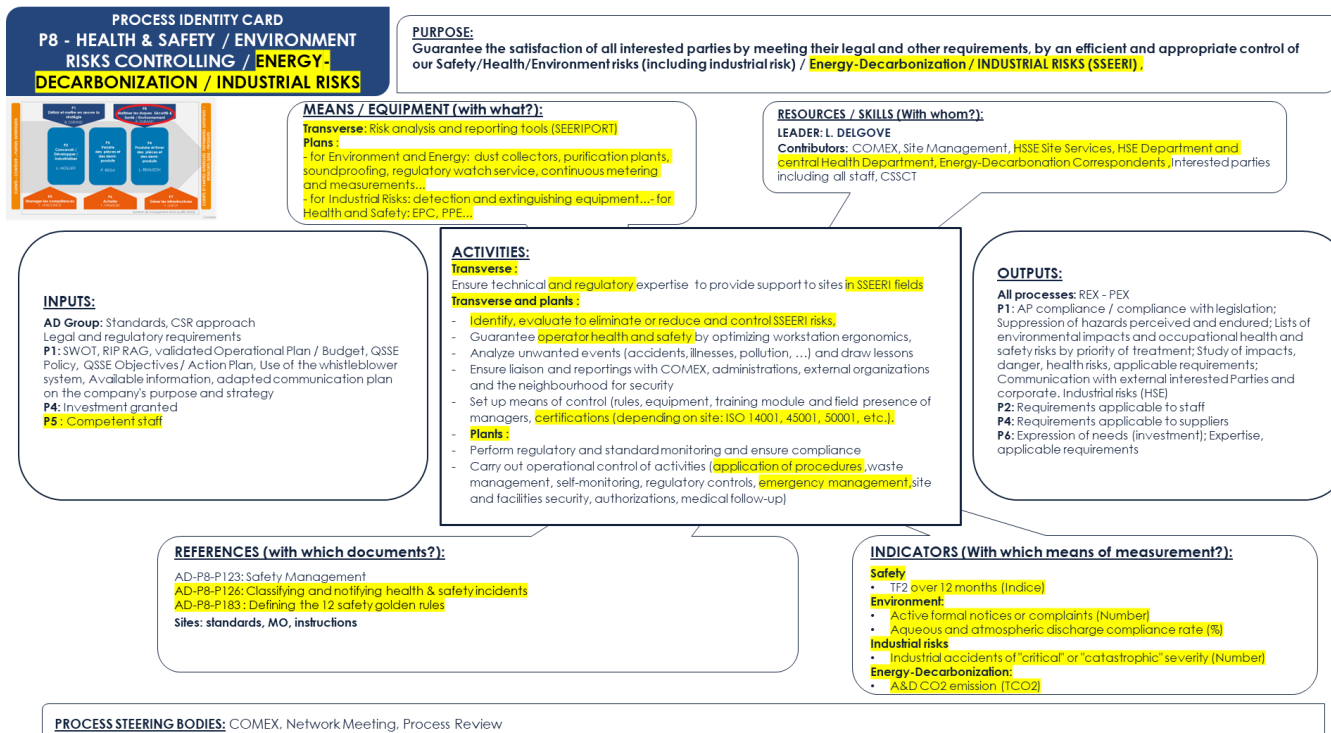 PROCESS IDENTITY CARD
P8 - HEALTH & SAFETY / ENVIRONMENT
RISKS CONTROLLING / ENERGY-
DECARBONIZATION / INDUSTRIAL RISKS
PURPOSE:
Guarantee the satisfaction of all interested parties by meeting their legal and other requirements, by an efficient and appropriate control of
our Safety/Health/Environment risks (including industrial risk) / Energy-Decarbonization / INDUSTRIAL RISKS (SSEERI) ,
MEANS / EQUIPMENT (with what?):
Transverse: Risk analysis and reporting tools (SEERIPORT)
Plans :
- for Environment and Energy: dust collectors, purification plants,
soundproofing, regulatory watch service, continuous metering
and measurements...
- for Industrial Risks: detection and extinguishing equipment...- for
Health and Safety: EPC, PPE...
RESOURCES / SKILLS (With whom?):
LEADER: L. DELGOVE
Contributors: COMEX, Site Management, HSSE Site Services, HSE Department and
central Health Department, Energy-Decarbonation Correspondents , Interested parties
including all staff, CSSCT
INPUTS:
AD Group: Standards, CSR approach
Legal and regulatory requirements
P1: SWOT, RIP RAG, validated Operational Plan / Budget, QSSE
Policy, QSSE Objectives / Action Plan, Use of the whistleblower
system, Available information, adapted communication plan
on the company's purpose and strategy
P4: Investment granted
P5 : Competent staff
ACTIVITIES:
Transverse :
Ensure technical and regulatory expertise to provide support to sites in SSEERI fields
Transverse and plants :
- Identify, evaluate to eliminate or reduce and control SSEERI risks,
- Guarantee operator health and safety by optimizing workstation ergonomics,
- Analyze unwanted events (accidents, illnesses, pollution, ...) and draw lessons
- Ensure liaison and reportings with COMEX, administrations, external organizations
and the neighbourhood for security
- Set up means of control (rules, equipment, training module and field presence of
managers, certifications (depending on site: ISO 14001, 45001, 50001, etc.).
- Plants :
- Perform regulatory and standard monitoring and ensure compliance
- Carry out operational control of activities (application of procedures ,waste
management, self-monitoring, regulatory controls, emergency management,site
and facilities security, authorizations, medical follow-up)
OUTPUTS:
All processes: REX - PEX
P1: AP compliance / compliance with legislation;
Suppression of hazards perceived and endured; Lists of
environmental impacts and occupational health and
safety risks by priority of treatment; Study of impacts,
danger, health risks, applicable requirements;
Communication with external interested Parties and
corporate. Industrial risks (HSE)
P2: Requirements applicable to staff
P4: Requirements applicable to suppliers
P6: Expression of needs (investment); Expertise,
applicable requirements
REFERENCES (with which documents?):
AD-P8-P123: Safety Management
AD-P8-P126: Classifying and notifying health & safety incidents
AD-P8-P183 : Defining the 12 safety golden rules
Sites: standards, MO, instructions
INDICATORS (With which means of measurement?):
Safety
• TF2 over 12 months (Indice)
Environment:
• Active formal notices or complaints (Number)
• Aqueous and atmospheric discharge compliance rate (%)
Industrial risks
• Industrial accidents of "critical" or "catastrophic" severity (Number)
Energy-Decarbonization:
• A&D CO2 emission (TCO2)
PROCESS STEERING BODIES: COMEX, Network Meeting, Process Review